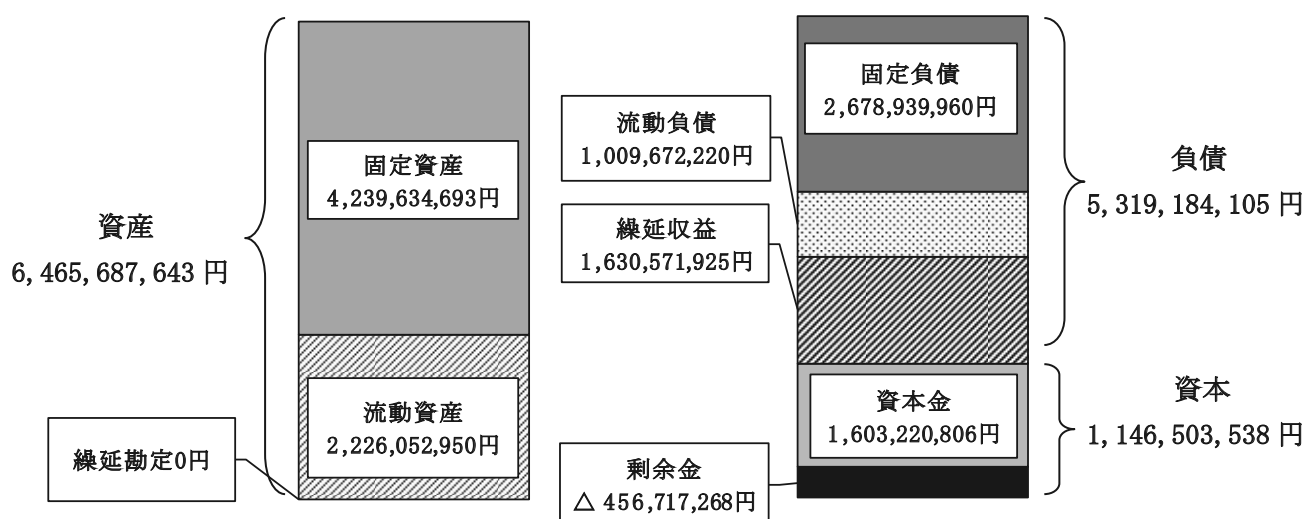 固定資産
4,239,634,693円
資産
6,465,687,643 円
流動資産
2,226,052,950円
繰延勘定0円
固定負債
2,678,939,960円
流動負債
1,009,672,220円
繰延収益
1,630,571,925円
負債
5,319,184,105 円
資本金
1,603,220,806円
資本
1,146,503,538 円
剰余金
△ 456,717,268円